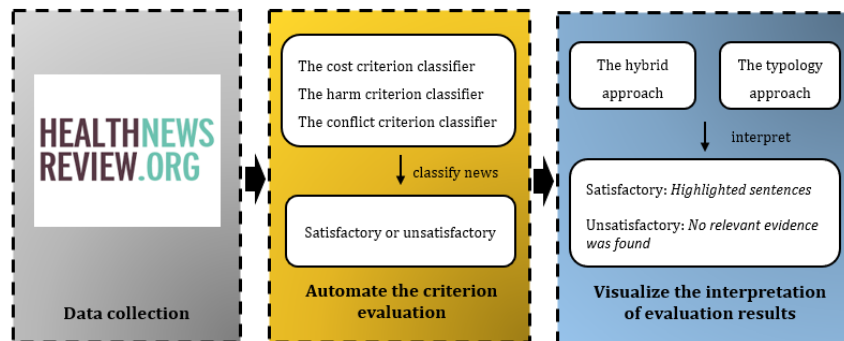 HEALTHNEWS
REVIEW.ORG
Data collection
The cost criterion classifier
The harm criterion classifier
The conflict criterion classifier
classify news
Satisfactory or unsatisfactory
Automate the criterion
evaluation
The hybrid
approach
The typology
approach
interpret
Satisfactory: Highlighted sentences
Unsatisfactory: No relevant evidence
was found
Visualize the interpretation
of evaluation results